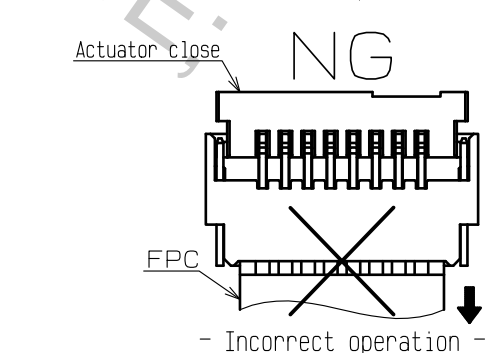 Actuator close
NG
FPC
- Incorrect operation -